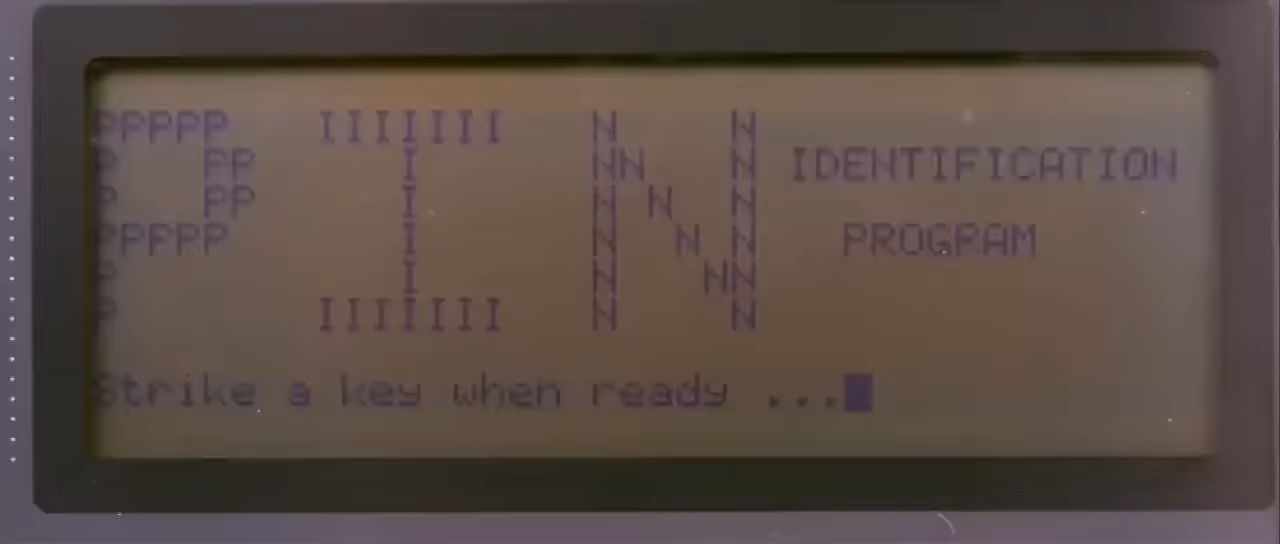 PPPPP IIIIIII N N
P PP I NN N IDENTIFICATION
P PP I N N N
PPPPP I N N N PROGRAM
P I N NN
P IIIIIII N N
Strike a key when ready ...